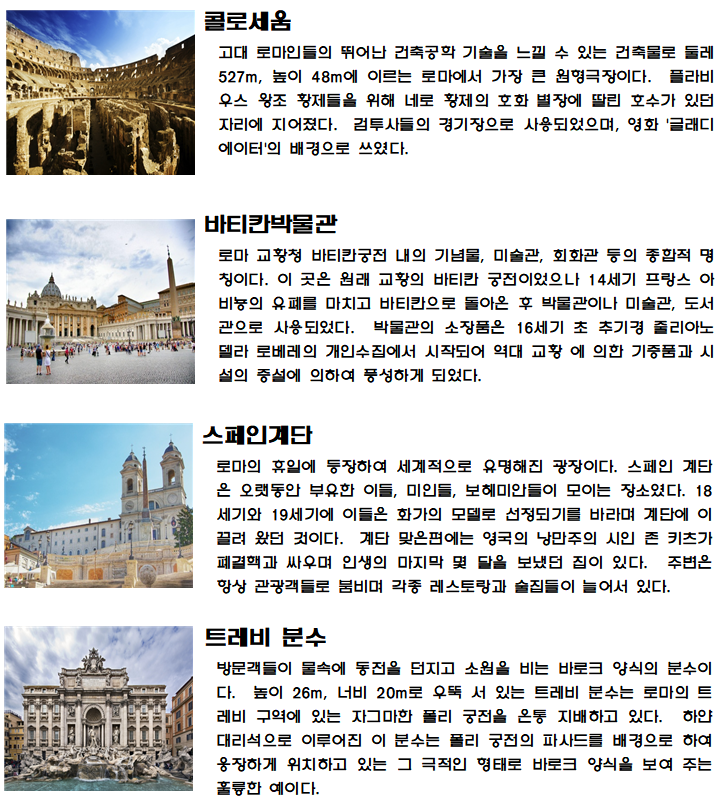 콜로세움
고대 로마인들의 뛰어난 건축공학 기술을 느낄 수 있는 건축물로 둘레
527m, 높이 48m에 이르는 로마에서 가장 큰 원형극장이다. 플라비
우스 왕조 황제들을 위해 네로 황제의 호화 별장에 딸린 호수가 있던
자리에 지어졌다. 검투사들의 경기장으로 사용되었으며, 영화 '글래디
에이터'의 배경으로 쓰였다.
바티칸박물관
로마 교황청 바티칸궁전 내의 기념물, 미술관, 회화관 등의 종합적 명
칭이다. 이 곳은 원래 교황의 바티칸 궁전이었으나 14세기 프랑스 아
비뇽의 유폐를 마치고 바티칸으로 돌아온 후 박물관이나 미술관, 도서
관으로 사용되었다. 박물관의 소장품은 16세기 초 추기경 줄리아노
델라 로베레의 개인수집에서 시작되어 역대 교황 에 의한 기증품과 시
설의 증설에 의하여 풍성하게 되었다.
스페인계단
로마의 휴일에 등장하여 세계적으로 유명해진 광장이다. 스페인 계단
은 오랫동안 부유한 이들, 미인들, 보헤미안들이 모이는 장소였다. 18
세기와 19세기에 이들은 화가의 모델로 선정되기를 바라며 계단에 이
끌려 왔던 것이다. 계단 맞은편에는 영국의 낭만주의 시인 존 키츠가
폐결핵과 싸우며 인생의 마지막 몇 달을 보냈던 집이 있다. 주변은
항상 관광객들로 붐비며 각종 레스토랑과 술집들이 늘어서 있다.
트레비 분수
방문객들이 물속에 동전을 던지고 소원을 비는 바로크 양식의 분수이
다. 높이 26m, 너비 20m로 우뚝 서 있는 트레비 분수는 로마의 트
레비 구역에 있는 자그마한 폴리 궁전을 온통 지배하고 있다. 하얀
대리석으로 이루어진 이 분수는 폴리 궁전의 파사드를 배경으로 하여
웅장하게 위치하고 있는 그 극적인 형태로 바로크 양식을 보여 주는
훌륭한 예이다.